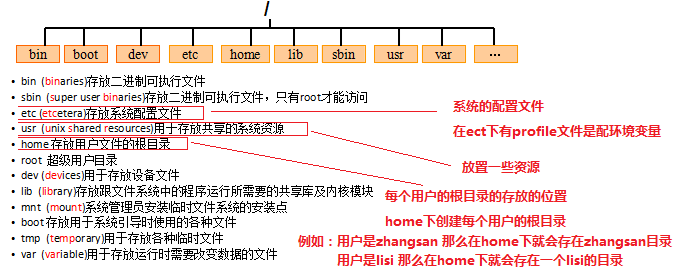 /
bin boot dev etc home lib sbin usr var ...
• bin (binaries)存放二进制可执行文件
• sbin (super user binaries)存放二进制可执行文件，只有root才能访问
• etc (etcetera)存放系统配置文件
• usr (unix shared resources)用于存放共享的系统资源
• home 存放用户文件的根目录
• root 超级用户目录
• dev (devices)用于存放设备文件
• lib (library)存放跟文件系统中的程序运行所需要的共享库及内核模块
• mnt (mount)系统管理员安装临时文件系统的安装点
• boot 存放用于系统引导时使用的各种文件
• tmp (temporary)用于存放各种临时文件
• var (variable)用于存放运行时需要改变数据的文件
系统的配置文件
在ect下有profile文件是配环境变量
放置一些资源
每个用户的根目录的存放的位置
home下创建每个用户的根目录
例如：用户是zhangsan 那么在home下就会存在zhangsan目录
用户是lisi 那么在home下就会存在一个lisi的目录